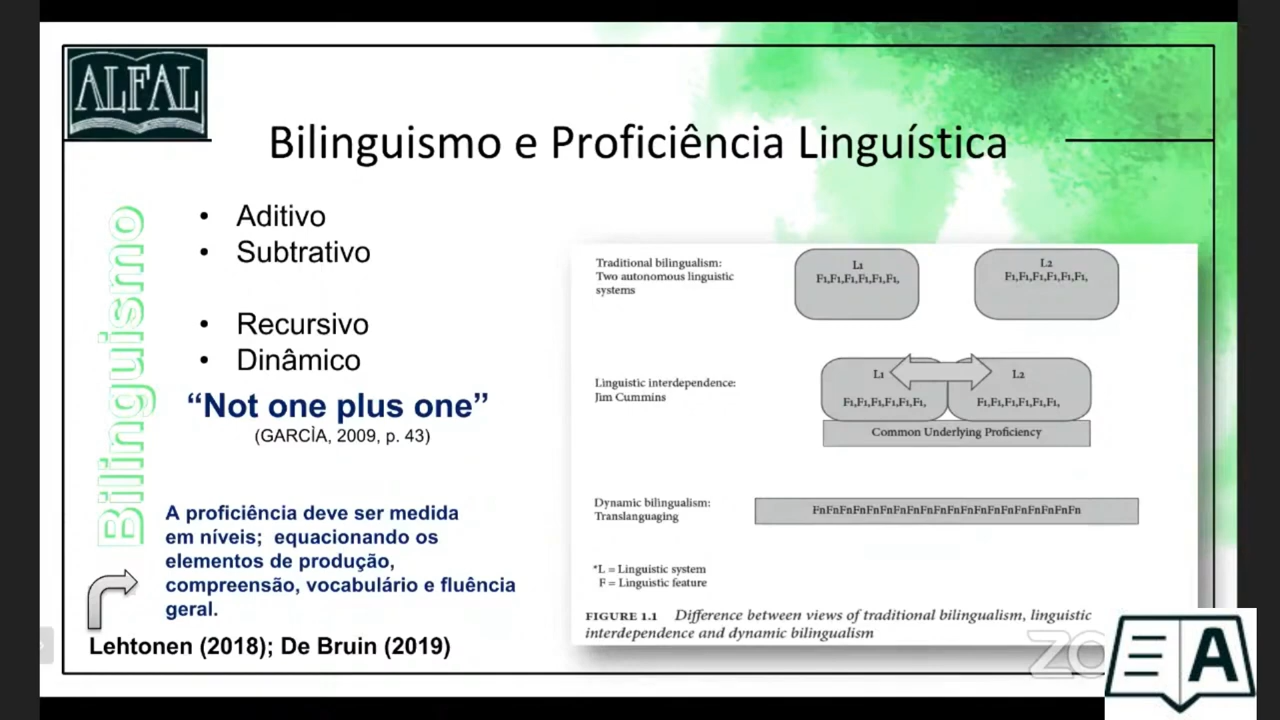 ALFAL
Bilinguismo e Proficiência Linguística
Bilinguismo
• Aditivo
• Subtrativo
• Recursivo
• Dinâmico
“Not one plus one”
(GARCÌA, 2009, p. 43)
A proficiência deve ser medida
em níveis; equacionando os
elementos de produção,
compreensão, vocabulário e fluência
geral.
Lehtonen (2018); De Bruin (2019)
Traditional bilingualism:
Two autonomous linguistic
systems
L1
F1,F1,F1,F1,F1,F1,
L2
F1,F1,F1,F1,F1,F1,
Linguistic interdependence:
Jim Cummins
L1
F1,F1,F1,F1,F1,F1,
L2
F1,F1,F1,F1,F1,F1,
Common Underlying Proficiency
Dynamic bilingualism:
Translanguaging
FnFnFnFnFnFnFnFnFnFnFnFnFnFnFnFnFnFnFnFn
*L = Linguistic system
F = Linguistic feature
FIGURE 1.1 Difference between views of traditional bilingualism, linguistic
interdependence and dynamic bilingualism
A